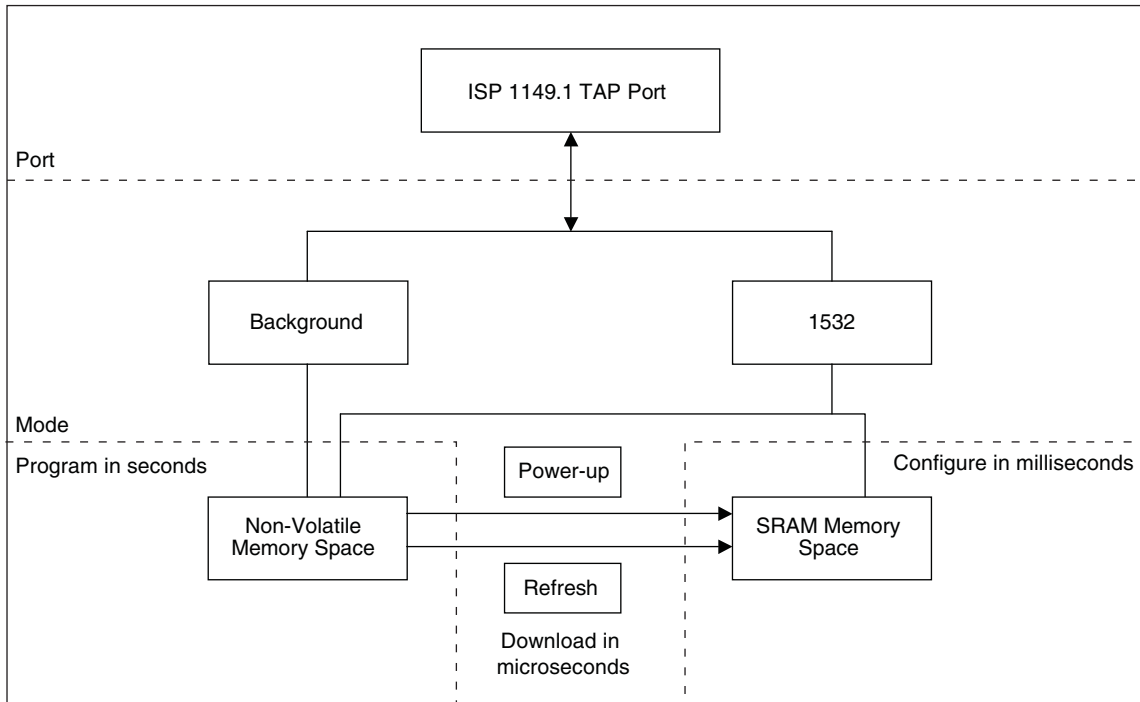 ISP 1149.1 TAP Port
Port
Background
1532
Mode
Program in seconds
Power-up
Configure in milliseconds
Non-Volatile
Memory Space
SRAM Memory
Space
Refresh
Download in
microseconds